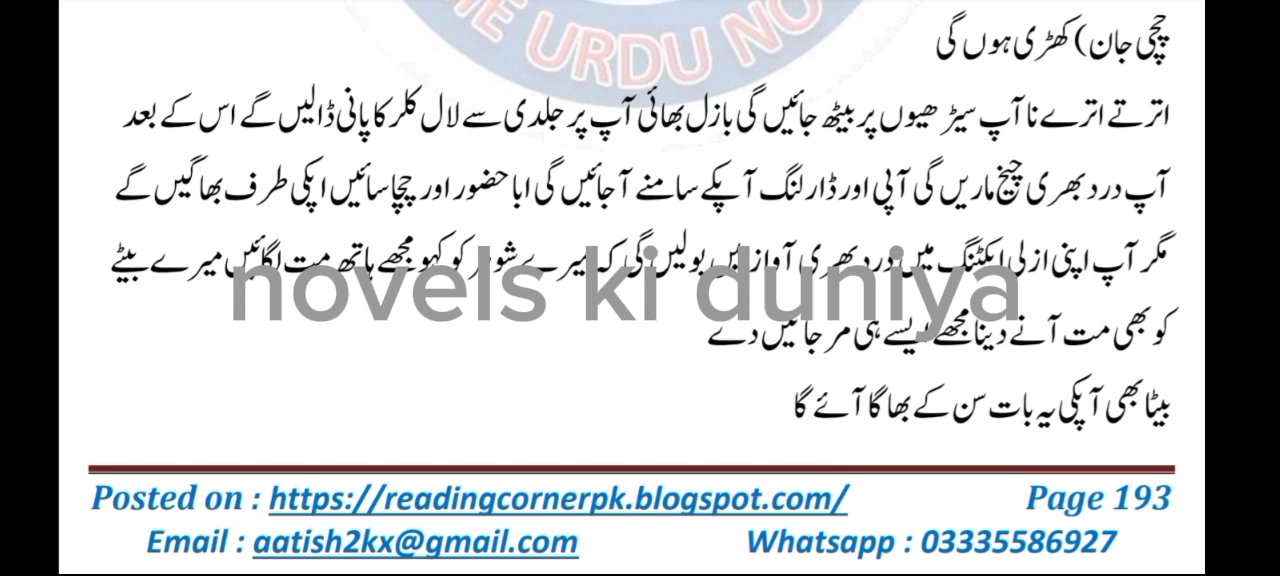 THE URDU NO
چچی جان) کھڑی ہوں گی
اترتے اترے نا آپ سیڑھیوں پر بیٹھ جائیں گی بازل بھائی آپ پر جلدی سے لال کلر کا پانی ڈالیں گے اس کے بعد
آپ درد بھری چیخ ماریں گی آپی اور ڈارلنگ آپکے سامنے آجائیں گی ابا حضور اور چچا سائیں اپکی طرف بھاگیں گے
مگر آپ اپنی ازلی ایکٹنگ میں درد بھری آواز میں بولیں گی کہ میرے شوہر کو کہو مجھے ہاتھ مت لگائیں میرے بیٹے
novels ki duniya
کو بھی مت آنے دینا مجھے ایسے ہی مر جائیں دے
بیٹا بھی آپکی یہ بات سن کے بھاگا آئے گا
Posted on : https://readingcornerpk.blogspot.com/ Page 193
Email : aatish2kx@gmail.com Whatsapp : 03335586927